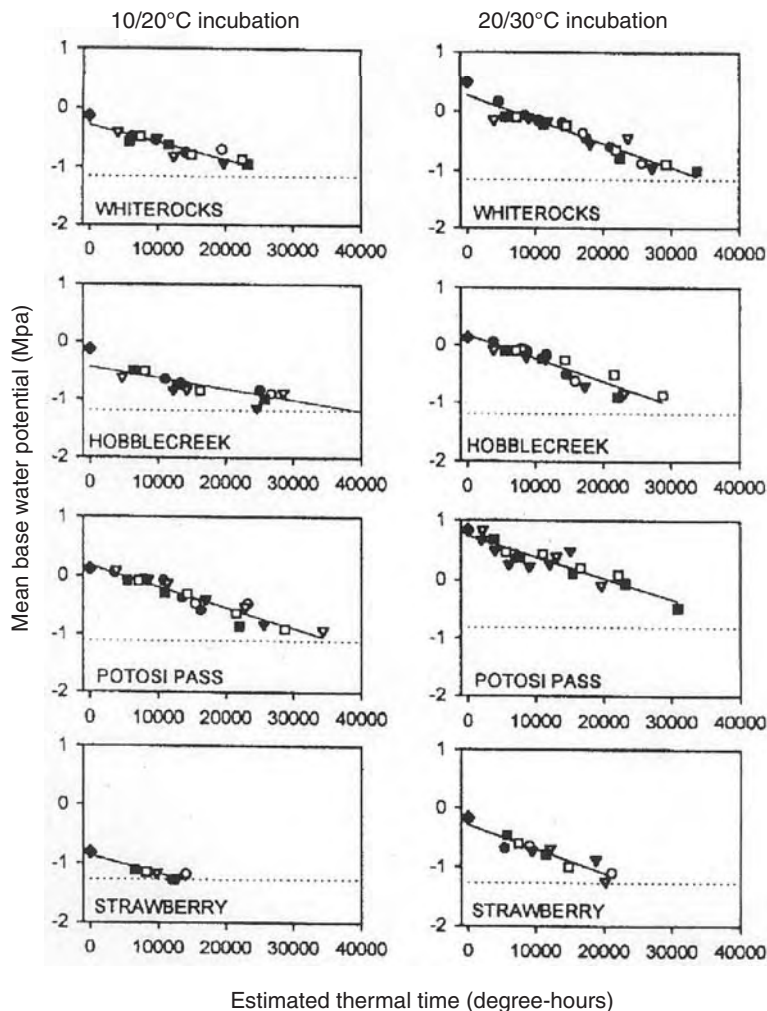 10/20°C incubation
20/30°C incubation
Mean base water potential (Mpa)
1
0
-1
-2
WHITEROCKS
0 10000 20000 30000 40000
1
0
-1
-2
WHITEROCKS
0 10000 20000 30000 40000
1
0
-1
-2
HOBBLECREEK
0 10000 20000 30000 40000
1
0
-1
-2
HOBBLECREEK
0 10000 20000 30000 40000
1
0
-1
-2
POTOSI PASS
0 10000 20000 30000 40000
1
0
-1
-2
POTOSI PASS
0 10000 20000 30000 40000
1
0
-1
-2
STRAWBERRY
0 10000 20000 30000 40000
1
0
-1
-2
STRAWBERRY
0 10000 20000 30000 40000
Estimated thermal time (degree-hours)